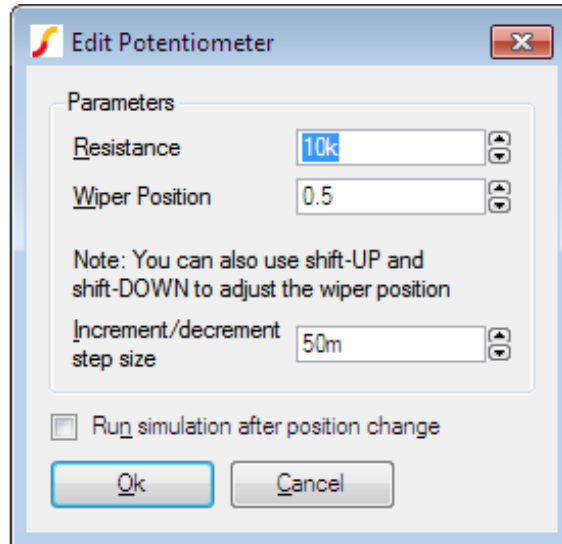 Edit Potentiometer
Parameters
Resistance 10k
Wiper Position 0.5
Note: You can also use shift-UP and
shift-DOWN to adjust the wiper position
Increment/decrement
step size 50m
Run simulation after position change
Ok Cancel